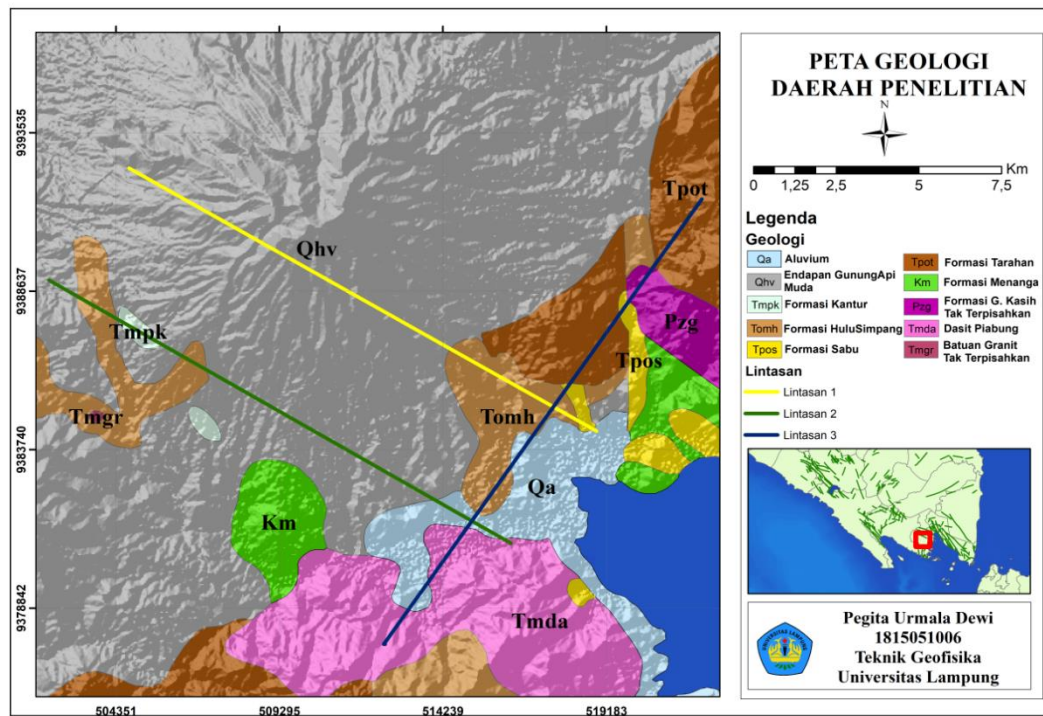 9393535
9388637
9383740
9378842
504351
509295
514239
519183
Qhv
Tpot
Tmpk
Pzg
Tpos
Tmgr
Tomh
Qa
Km
Tmda
PETA GEOLOGI
DAERAH PENELITIAN
N
Km
0 1,25 2,5 5 7,5
Legenda
Geologi
Qa Aluvium
Qhv Endapan GunungApi
Muda
Tmpk Formasi Kantur
Tomh Formasi HuluSimpang
Tpos Formasi Sabu
Tpot Formasi Tarahan
Km Formasi Menanga
Pzg Formasi G. Kasih
Tak Terpisahkan
Tmda Dasit Piabung
Tmgr Batuan Granit
Tak Terpisahkan
Lintasan
Lintasan 1
Lintasan 2
Lintasan 3
UNIVERSITAS LAMPUNG
Pegita Urmala Dewi
1815051006
Teknik Geofisika
Universitas Lampung